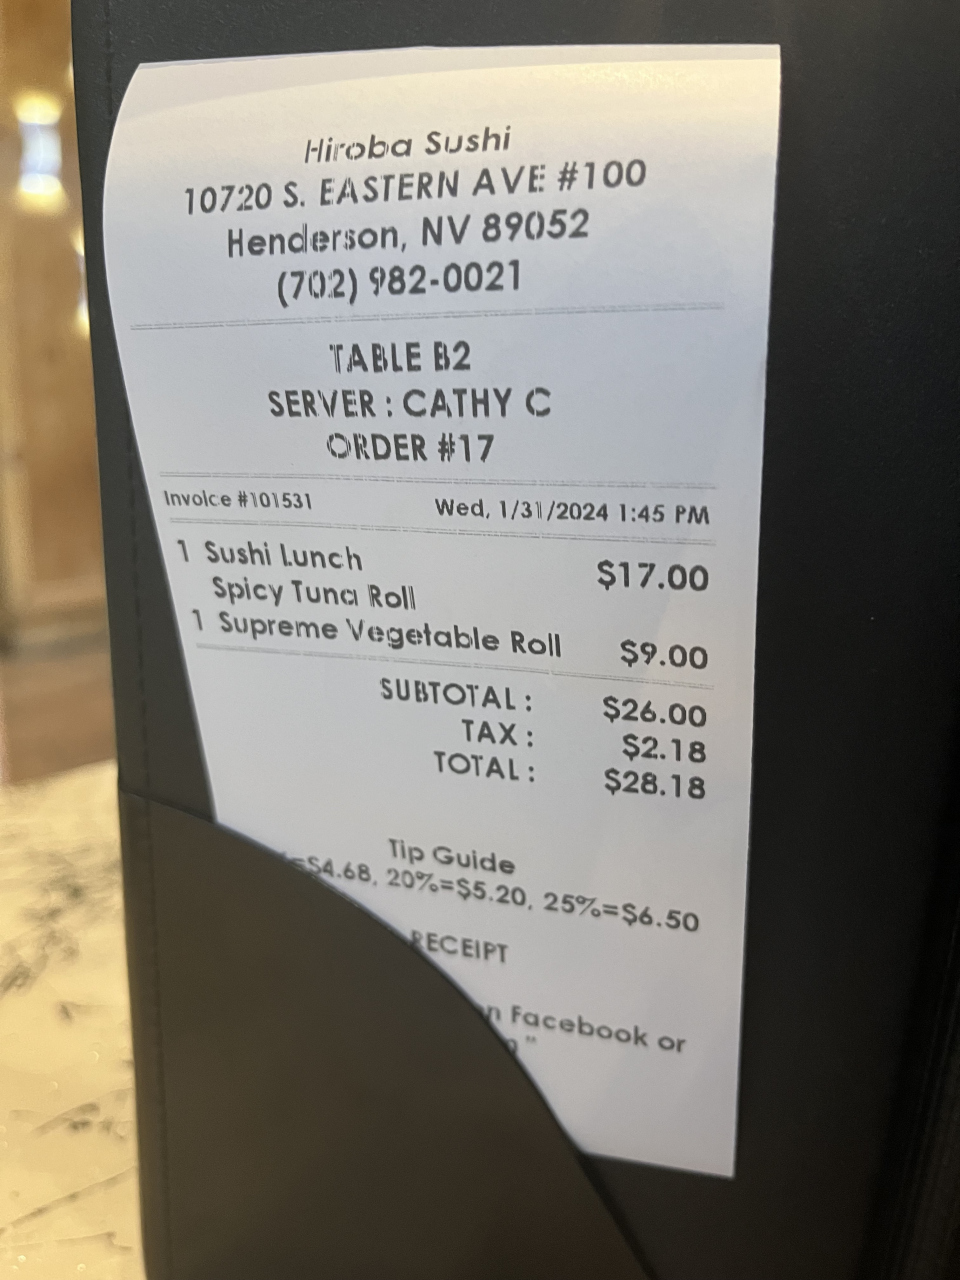 Hiroba Sushi
10720 S. EASTERN AVE #100
Henderson, NV 89052
(702) 982-0021
TABLE B2
SERVER : CATHY C
ORDER #17
Invoice #101531 Wed, 1/31/2024 1:45 PM
1 Sushi Lunch $17.00
Spicy Tuna Roll
1 Supreme Vegetable Roll $9.00
SUBTOTAL : $26.00
TAX : $2.18
TOTAL : $28.18
Tip Guide
=$4.68, 20%=$5.20, 25%=$6.50
RECEIPT
n Facebook or
"